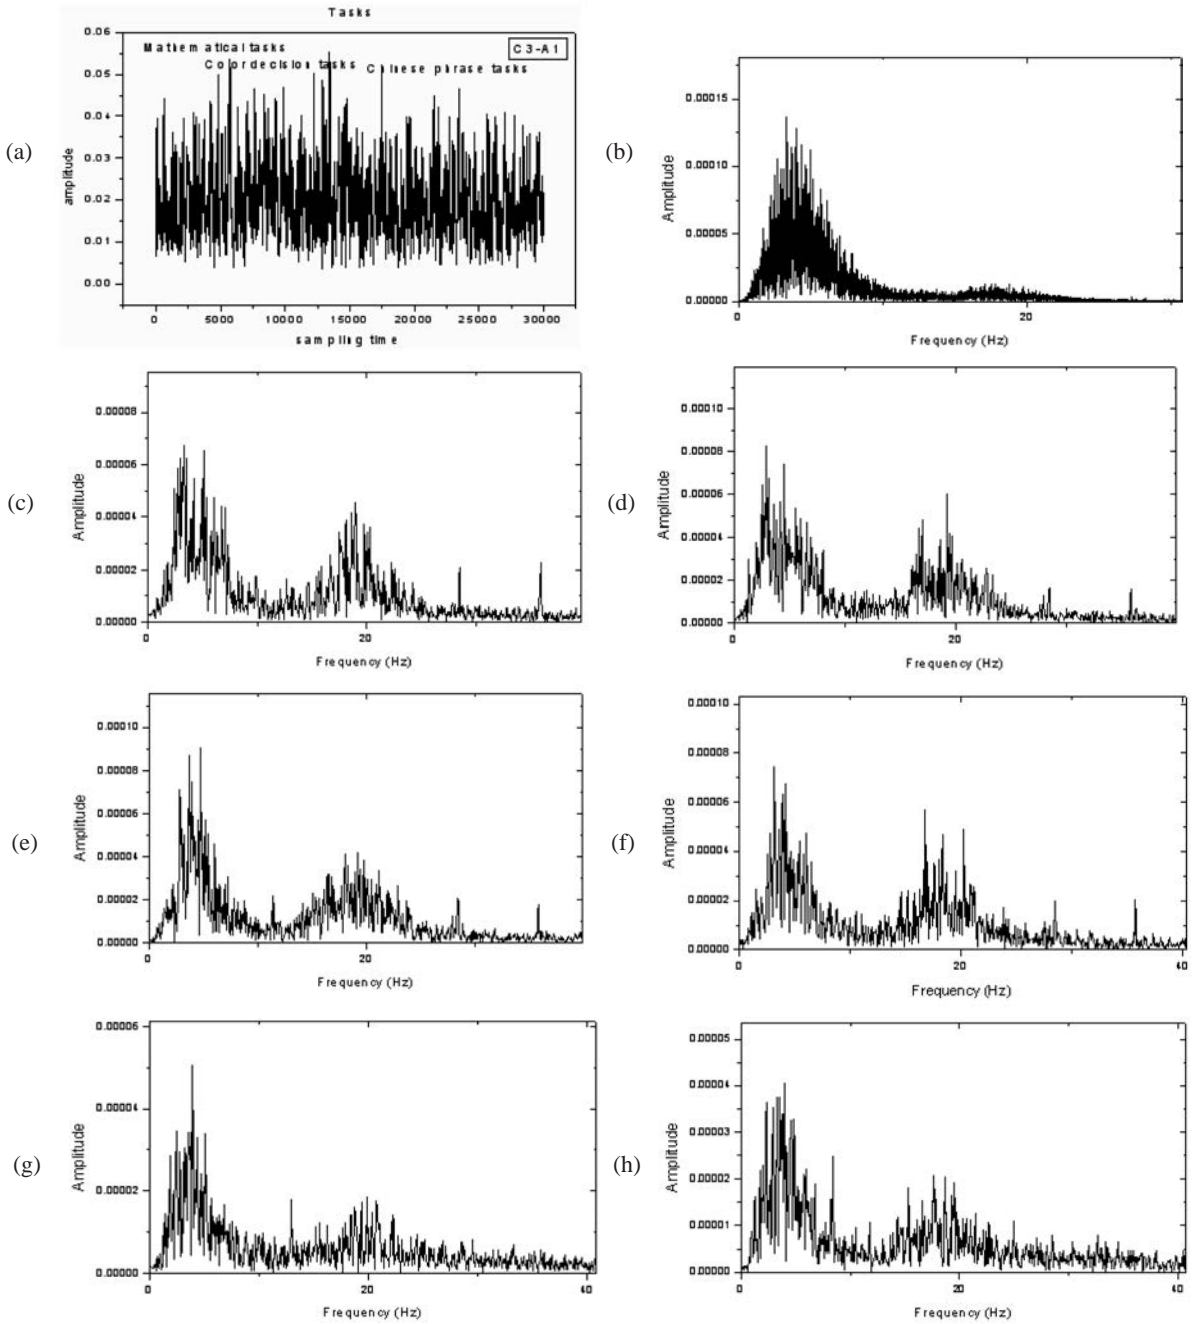 Tasks
Mathematical tasks
C3-A1
Color decision tasks
Chinese phrase tasks
(a)
amplitude
0.06
0.05
0.04
0.03
0.02
0.01
0.00
0 5000 10000 15000 20000 25000 30000
sampling time
(b)
Amplitude
0.00015
0.00010
0.00005
0.00000
0 20
Frequency (Hz)
(c)
Amplitude
0.00008
0.00006
0.00004
0.00002
0.00000
0 20
Frequency (Hz)
(d)
Amplitude
0.00010
0.00008
0.00006
0.00004
0.00002
0.00000
0 20
Frequency (Hz)
(e)
Amplitude
0.00010
0.00008
0.00006
0.00004
0.00002
0.00000
0 20
Frequency (Hz)
(f)
Amplitude
0.00010
0.00008
0.00006
0.00004
0.00002
0.00000
0 20 40
Frequency (Hz)
(g)
Amplitude
0.00006
0.00004
0.00002
0.00000
0 20 40
Frequency (Hz)
(h)
Amplitude
0.00005
0.00004
0.00003
0.00002
0.00001
0.00000
0 20 40
Frequency (Hz)